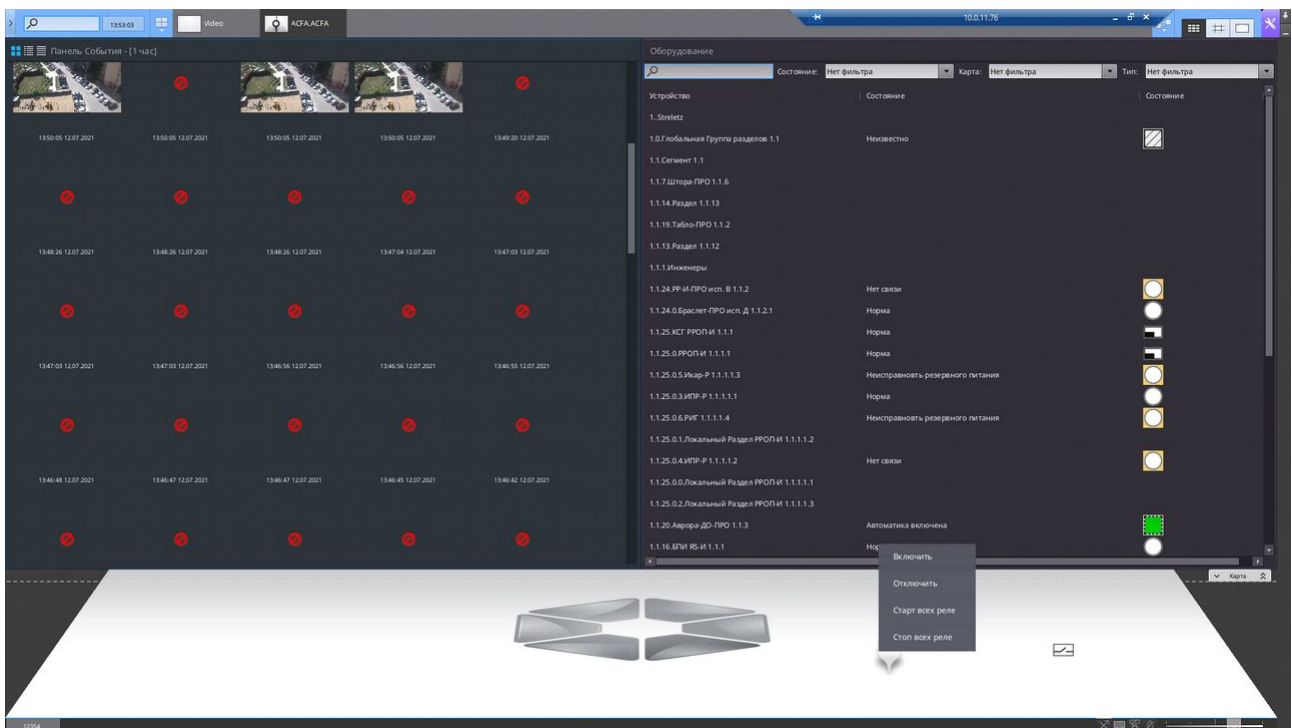 13:53:03
Video
ACFA.ACFA
10.0.11.76
Панель События - [1 час]
13:50:05 12.07.2021 13:50:05 12.07.2021 13:50:05 12.07.2021 13:49:20 12.07.2021
13:48:26 12.07.2021 13:48:26 12.07.2021 13:48:26 12.07.2021 13:47:04 12.07.2021 13:47:03 12.07.2021
13:47:03 12.07.2021 13:47:03 12.07.2021 13:46:56 12.07.2021 13:46:56 12.07.2021 13:46:55 12.07.2021
13:46:48 12.07.2021 13:46:47 12.07.2021 13:46:47 12.07.2021 13:46:45 12.07.2021 13:46:42 12.07.2021
Оборудование
Состояние: Нет фильтра Карта: Нет фильтра Тип: Нет фильтра
Устройство Состояние Состояние
1..Streletz
1.0.Глобальная Группа разделов 1.1 Неизвестно
1.1.Сегмент 1.1
1.1.7.Штора-ПРО 1.1.6
1.1.14.Раздел 1.1.13
1.1.19.Табло-ПРО 1.1.2
1.1.13.Раздел 1.1.12
1.1.1.Инженеры
1.1.24.РР-И-ПРО исп. В 1.1.2 Нет связи
1.1.24.0.Браслет-ПРО исп. Д 1.1.2.1 Норма
1.1.25.КСГ РРОП-И 1.1.1 Норма
1.1.25.0.РРОП-И 1.1.1.1 Норма
1.1.25.0.5.Икар-Р 1.1.1.1.3 Неисправновть резервного питания
1.1.25.0.3.ИПР-Р 1.1.1.1.1 Норма
1.1.25.0.6.РИГ 1.1.1.1.4 Неисправновть резервного питания
1.1.25.0.1.Локальный Раздел РРОП-И 1.1.1.1.2
1.1.25.0.4.ИПР-Р 1.1.1.1.2 Нет связи
1.1.25.0.0.Локальный Раздел РРОП-И 1.1.1.1.1
1.1.25.0.2.Локальный Раздел РРОП-И 1.1.1.1.3
1.1.20.Аврора-ДО-ПРО 1.1.3 Автоматика включена
1.1.16.БПИ RS-И 1.1.1
Включить
Отключить
Старт всех реле
Стоп всех реле
Карта
12354